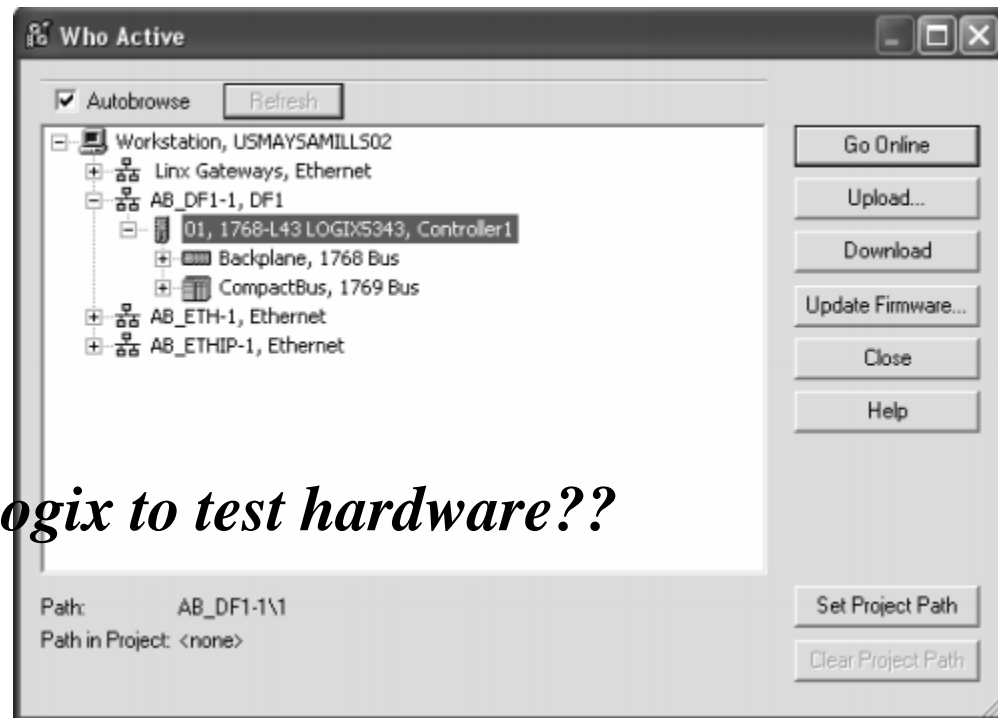 Who Active
Autobrowse
Refresh
Workstation, USMAYSAMILLS02
Linx Gateways, Ethernet
AB_DF1-1, DF1
01, 1768-L43 LOGIX5343, Controller1
Backplane, 1768 Bus
CompactBus, 1769 Bus
AB_ETH-1, Ethernet
AB_ETHIP-1, Ethernet
Go Online
Upload...
Download
Update Firmware...
Close
Help
ogix to test hardware??
Path: AB_DF1-1\1
Path in Project: <none>
Set Project Path
Clear Project Path